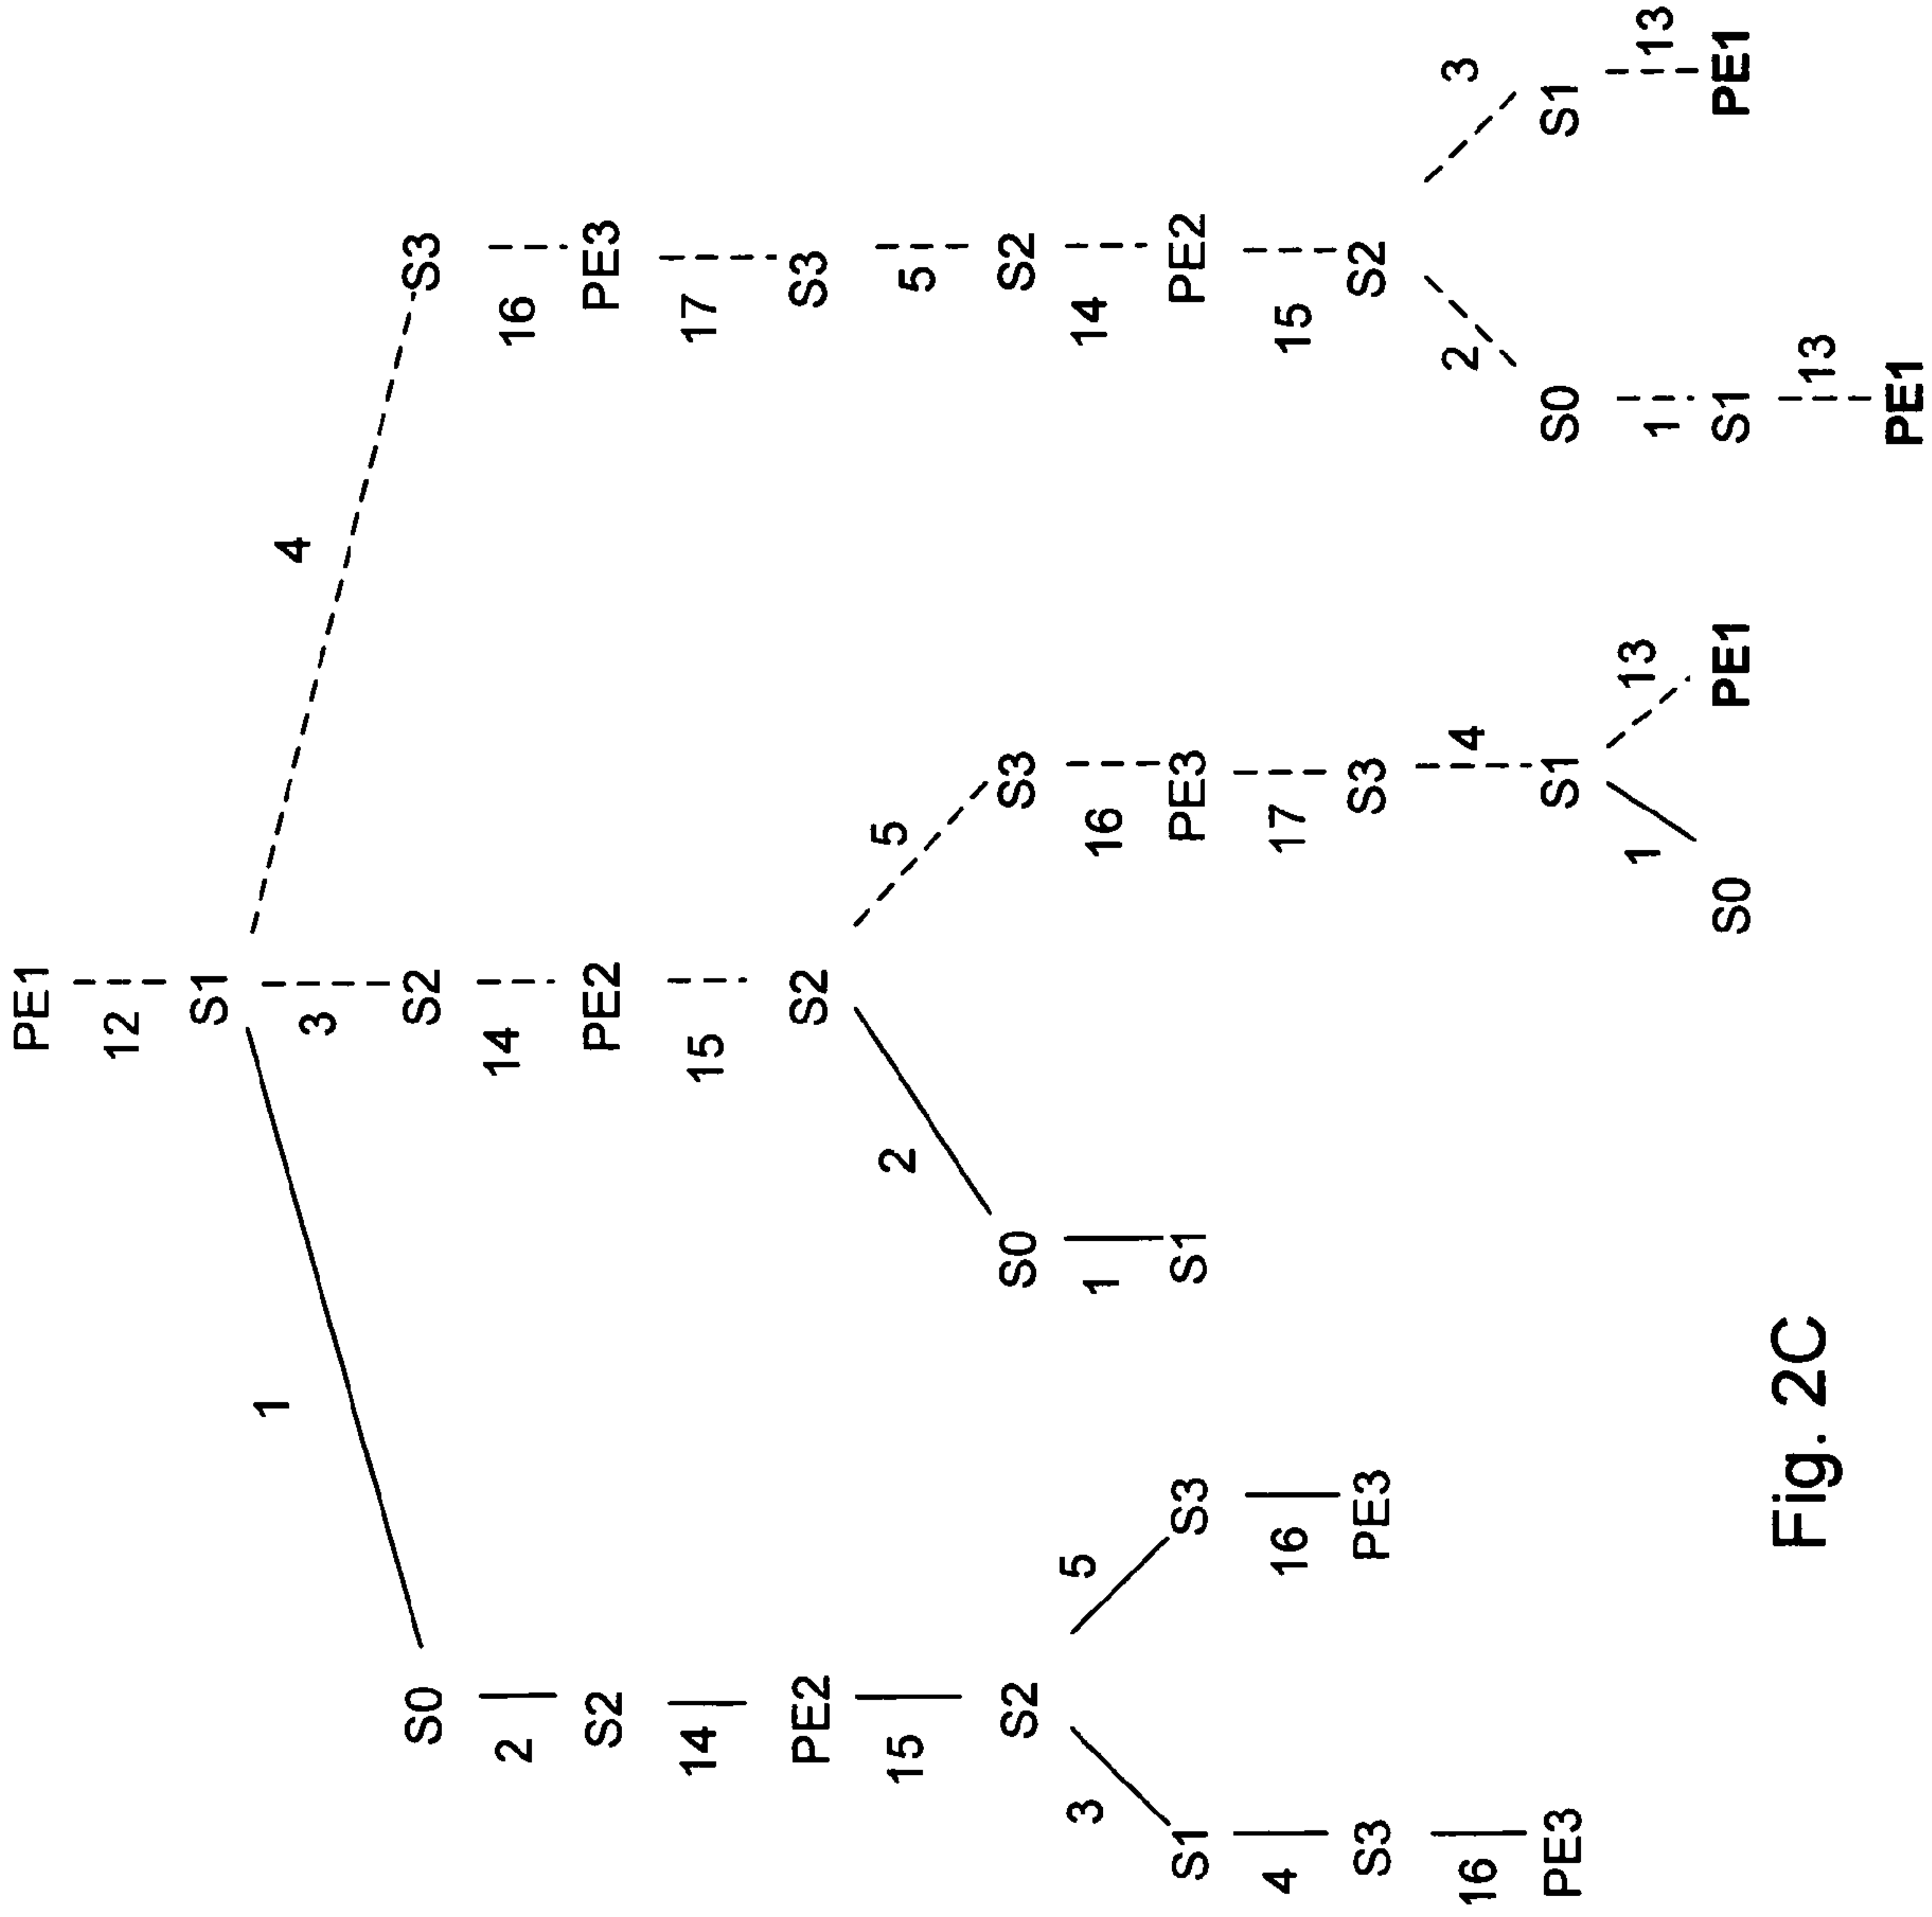 PE1
12
S1
1 3 4
S0 S2 S3
2 14 16
S2 PE2 PE3
14 15 17
PE2 S2 S3
15 2 5 5
S2 S0 S3 S2
3 5 1 16 14
S1 S3 S1 PE3 PE2
4 16 17 15
S3 PE3 S3 S2
16 4 2 3
PE3 S1 S0 S1
1 13 1 13
S0 PE1 S1 PE1
13
PE1
Fig. 2C